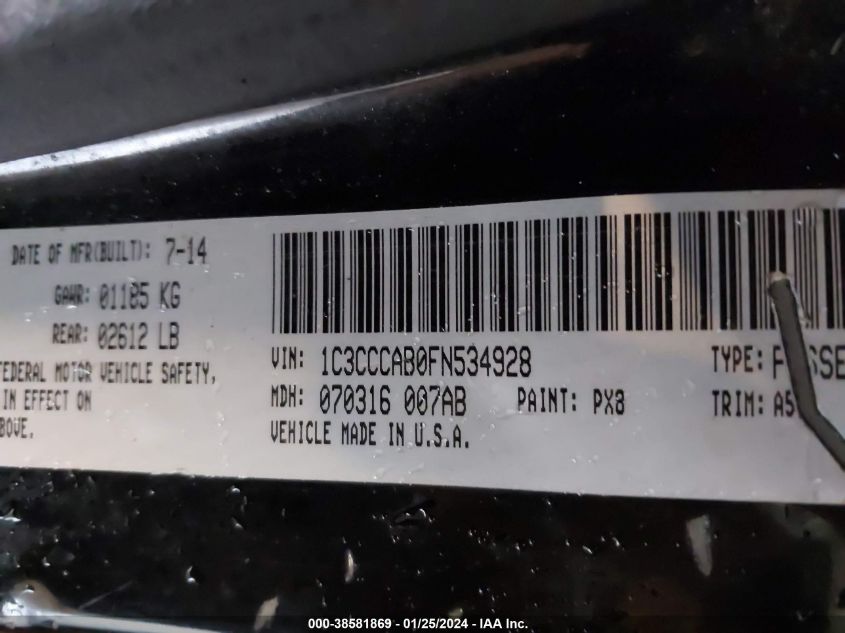 DATE OF MFR(BUILT): 7-14
GAWR: 01185 KG
REAR: 02612 LB
FEDERAL MOTOR VEHICLE SAFETY,
IN EFFECT ON
VIN: 1C3CCCAB0FN534928
MDH: 070316 007AB PAINT: PX8
VEHICLE MADE IN U.S.A.
TYPE:
TRIM:
000-38581869 - 01/25/2024 - IAA Inc.